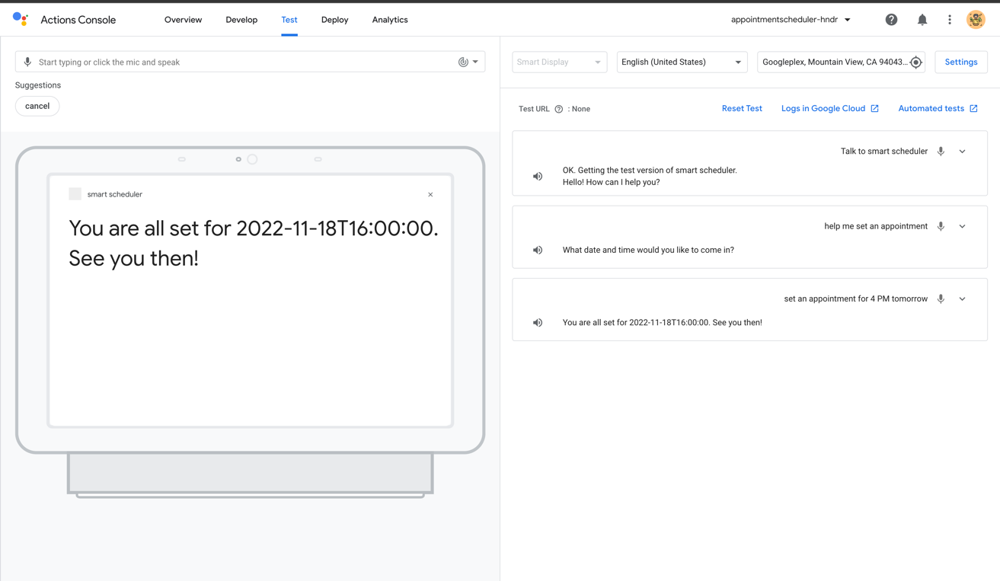 Actions Console
Overview
Develop
Test
Deploy
Analytics
appointmentscheduler-hndr
Start typing or click the mic and speak
Suggestions
cancel
smart scheduler
You are all set for 2022-11-18T16:00:00.
See you then!
Smart Display
English (United States)
Googleplex, Mountain View, CA 94043...
Settings
Test URL : None
Reset Test
Logs in Google Cloud
Automated tests
Talk to smart scheduler
OK. Getting the test version of smart scheduler.
Hello! How can I help you?
help me set an appointment
What date and time would you like to come in?
set an appointment for 4 PM tomorrow
You are all set for 2022-11-18T16:00:00. See you then!